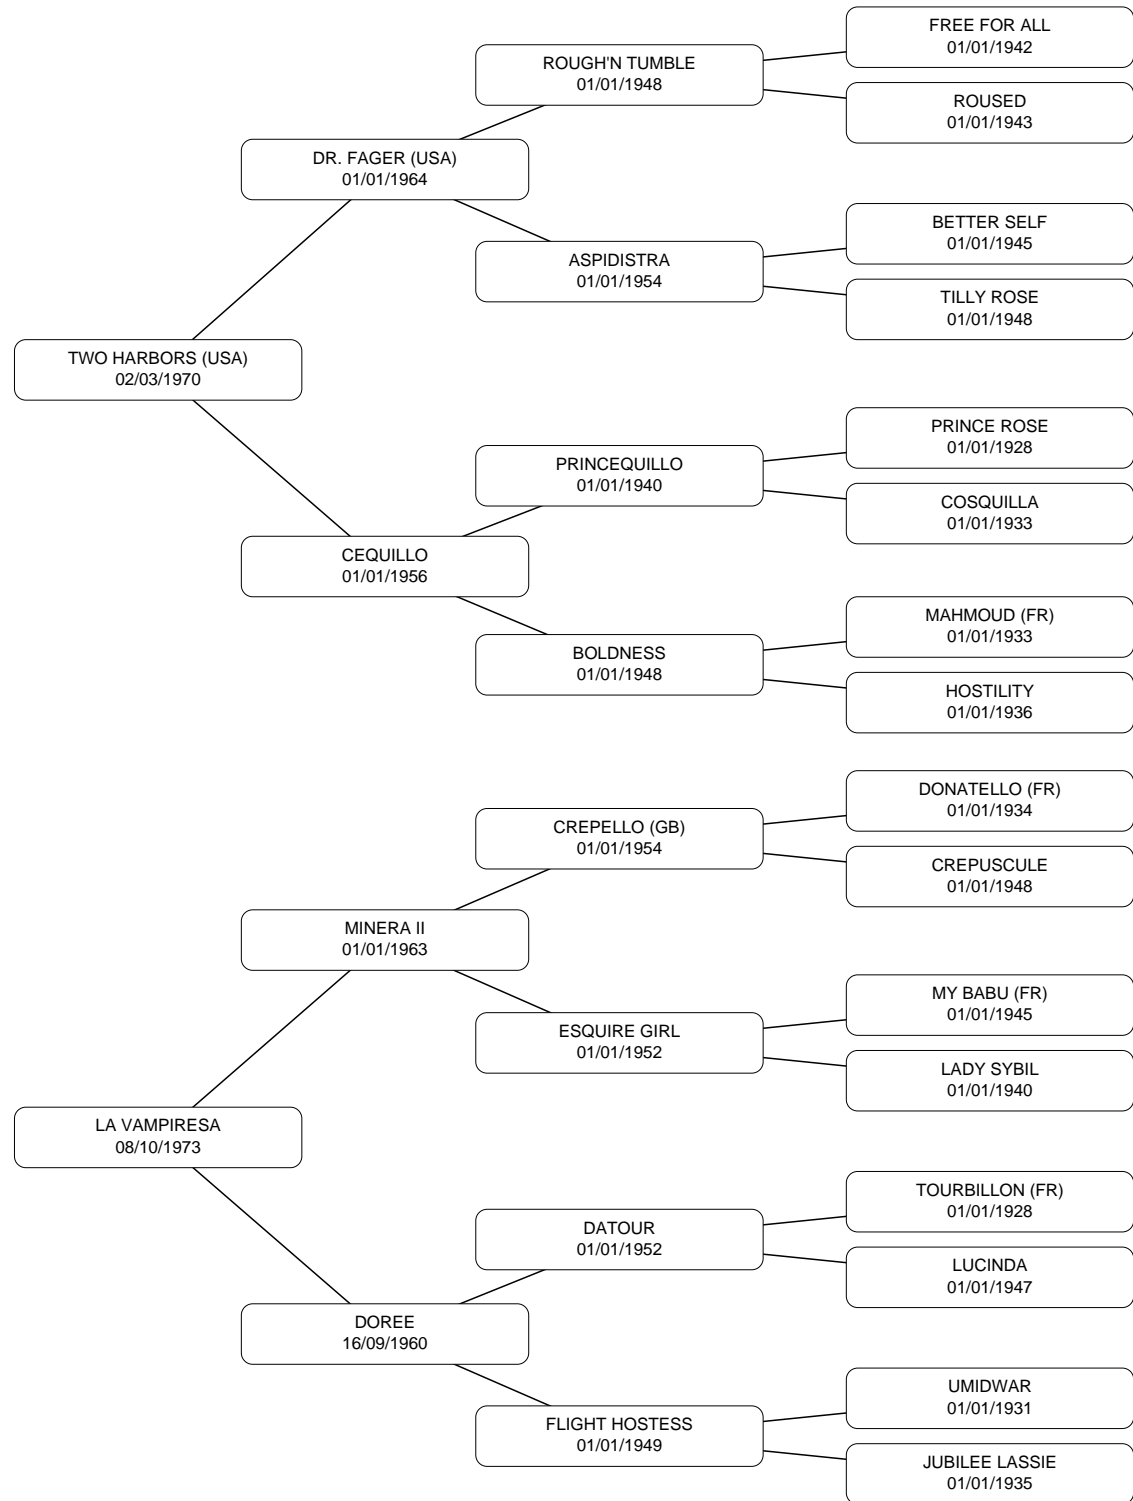 FREE FOR ALL
01/01/1942
ROUGH'N TUMBLE
01/01/1948
ROUSED
01/01/1943
DR. FAGER (USA)
01/01/1964
BETTER SELF
01/01/1945
ASPIDISTRA
01/01/1954
TILLY ROSE
01/01/1948
TWO HARBORS (USA)
02/03/1970
PRINCE ROSE
01/01/1928
PRINCEQUILLO
01/01/1940
COSQUILLA
01/01/1933
CEQUILLO
01/01/1956
MAHMOUD (FR)
01/01/1933
BOLDNESS
01/01/1948
HOSTILITY
01/01/1936
DONATELLO (FR)
01/01/1934
CREPELLO (GB)
01/01/1954
CREPUSCULE
01/01/1948
MINERA II
01/01/1963
MY BABU (FR)
01/01/1945
ESQUIRE GIRL
01/01/1952
LADY SYBIL
01/01/1940
LA VAMPIRESA
08/10/1973
TOURBILLON (FR)
01/01/1928
DATOUR
01/01/1952
LUCINDA
01/01/1947
DOREE
16/09/1960
UMIDWAR
01/01/1931
FLIGHT HOSTESS
01/01/1949
JUBILEE LASSIE
01/01/1935